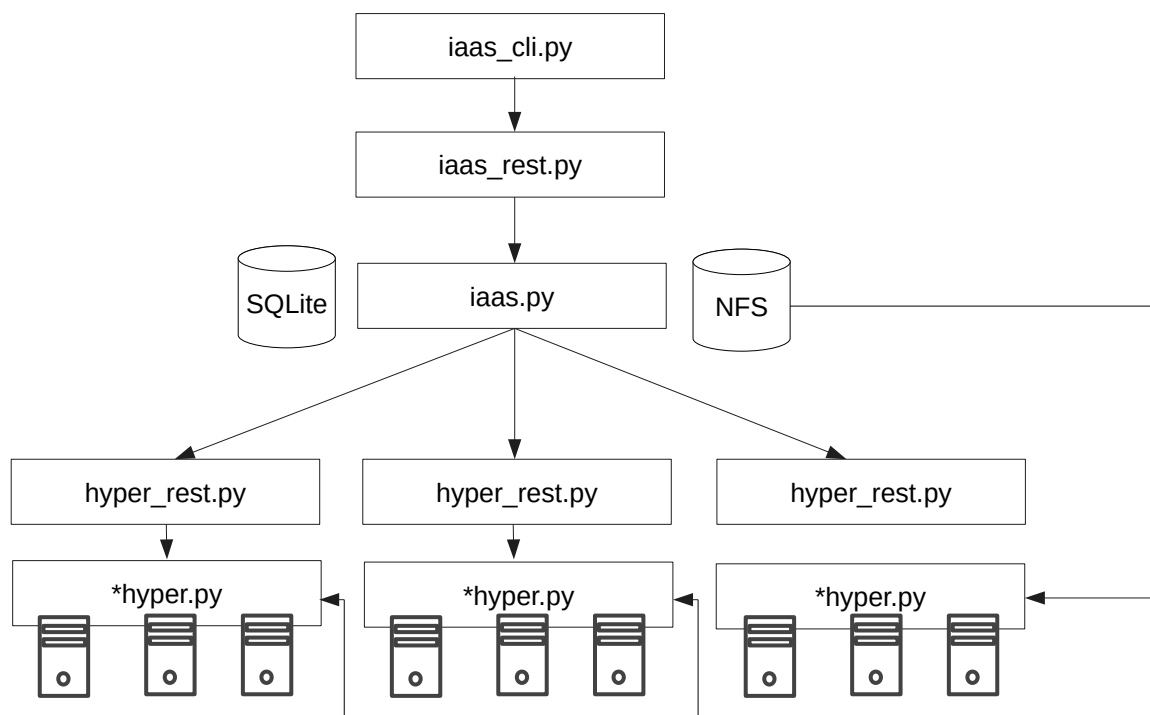 iaas_cli.py
iaas_rest.py
SQLite
iaas.py
NFS
hyper_rest.py
hyper_rest.py
hyper_rest.py
*hyper.py
*hyper.py
*hyper.py